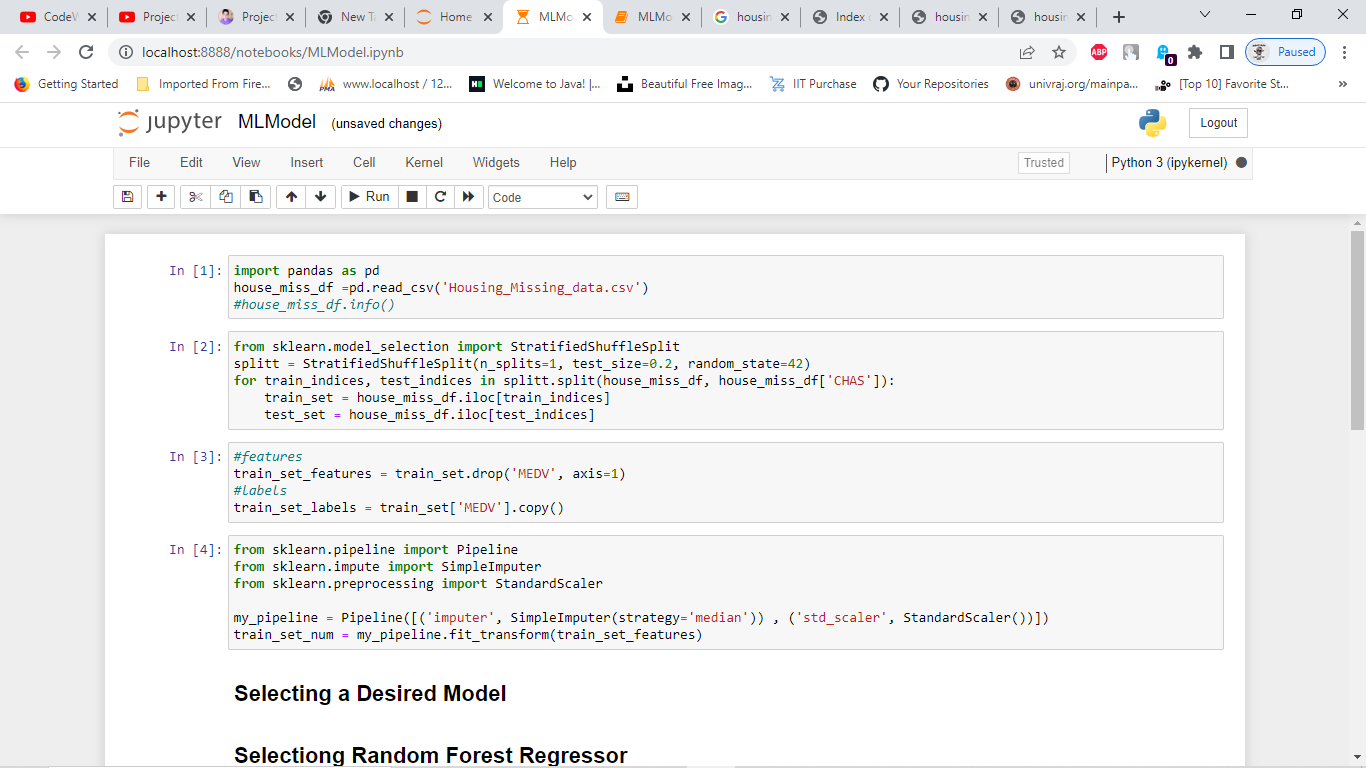 CodeW
Project
Project
New T
Home
MLMo
MLMo
housin
Index o
housin
housin
localhost:8888/notebooks/MLModel.ipynb
ABP
0
Paused
Getting Started
Imported From Fire...
PMA
www.localhost / 12...
Welcome to Java! |...
Beautiful Free Imag...
IIT Purchase
Your Repositories
univraj.org/mainpa...
[Top 10] Favorite St...
»
jupyter MLModel (unsaved changes)
Logout
File Edit View Insert Cell Kernel Widgets Help
Trusted
Python 3 (ipykernel)
Run
Code
In [1]:
import pandas as pd
house_miss_df =pd.read_csv('Housing_Missing_data.csv')
#house_miss_df.info()
In [2]:
from sklearn.model_selection import StratifiedShuffleSplit
splitt = StratifiedShuffleSplit(n_splits=1, test_size=0.2, random_state=42)
for train_indices, test_indices in splitt.split(house_miss_df, house_miss_df['CHAS']):
    train_set = house_miss_df.iloc[train_indices]
    test_set = house_miss_df.iloc[test_indices]
In [3]:
#features
train_set_features = train_set.drop('MEDV', axis=1)
#labels
train_set_labels = train_set['MEDV'].copy()
In [4]:
from sklearn.pipeline import Pipeline
from sklearn.impute import SimpleImputer
from sklearn.preprocessing import StandardScaler
my_pipeline = Pipeline([('imputer', SimpleImputer(strategy='median')) , ('std_scaler', StandardScaler())])
train_set_num = my_pipeline.fit_transform(train_set_features)
Selecting a Desired Model
Selectiong Random Forest Regressor